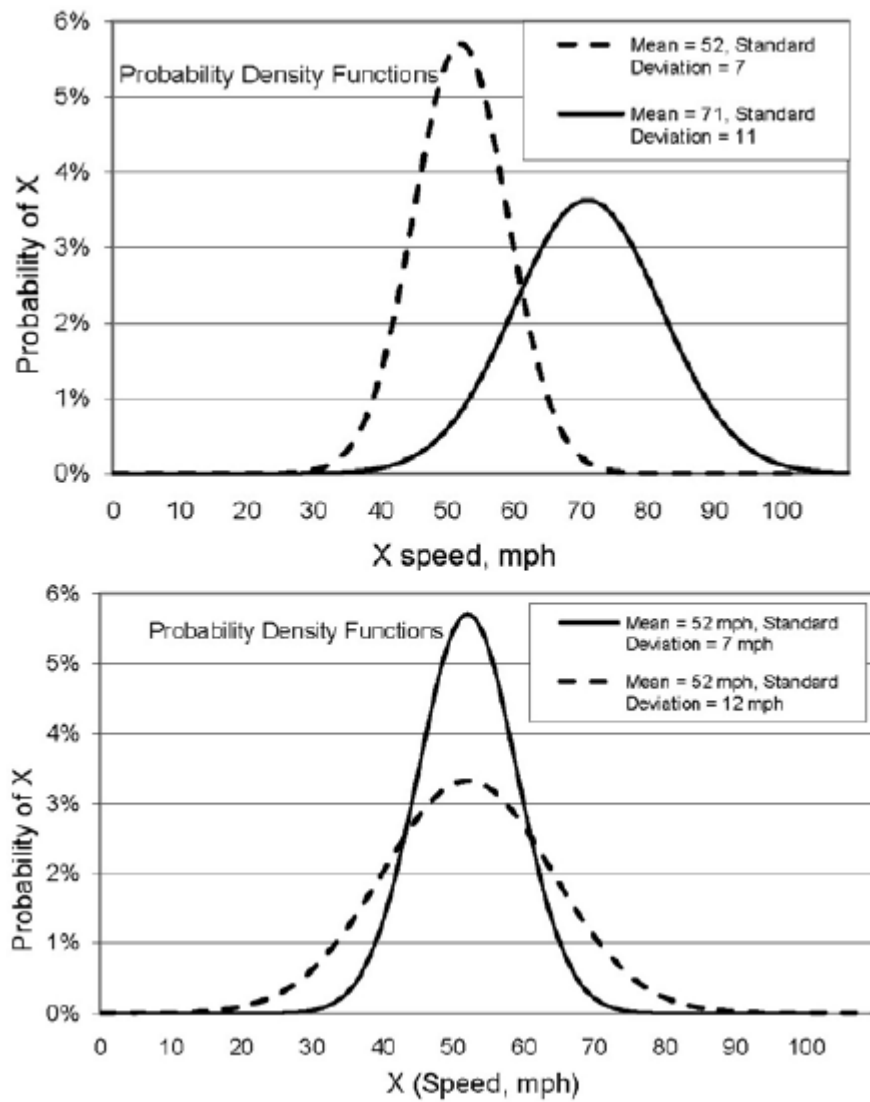 6%
Probability Density Functions
Mean = 52, Standard
Deviation = 7
Mean = 71, Standard
Deviation = 11
5%
4%
3%
2%
1%
0%
Probability of X
0 10 20 30 40 50 60 70 80 90 100
X speed, mph
6%
Probability Density Functions
Mean = 52 mph, Standard
Deviation = 7 mph
Mean = 52 mph, Standard
Deviation = 12 mph
5%
4%
3%
2%
1%
0%
Probability of X
0 10 20 30 40 50 60 70 80 90 100
X (Speed, mph)